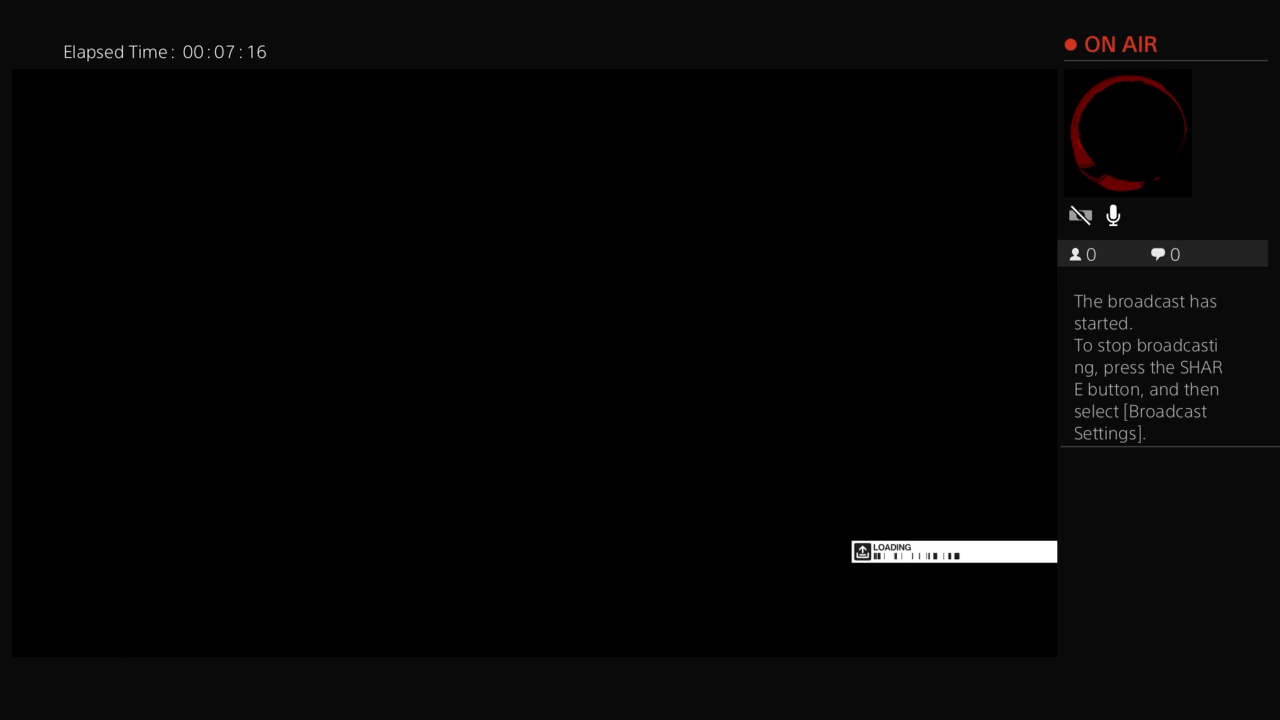 Elapsed Time: 00:07:16
ON AIR
0 0
The broadcast has
started.
To stop broadcasti
ng, press the SHAR
E button, and then
select [Broadcast
Settings].
LOADING